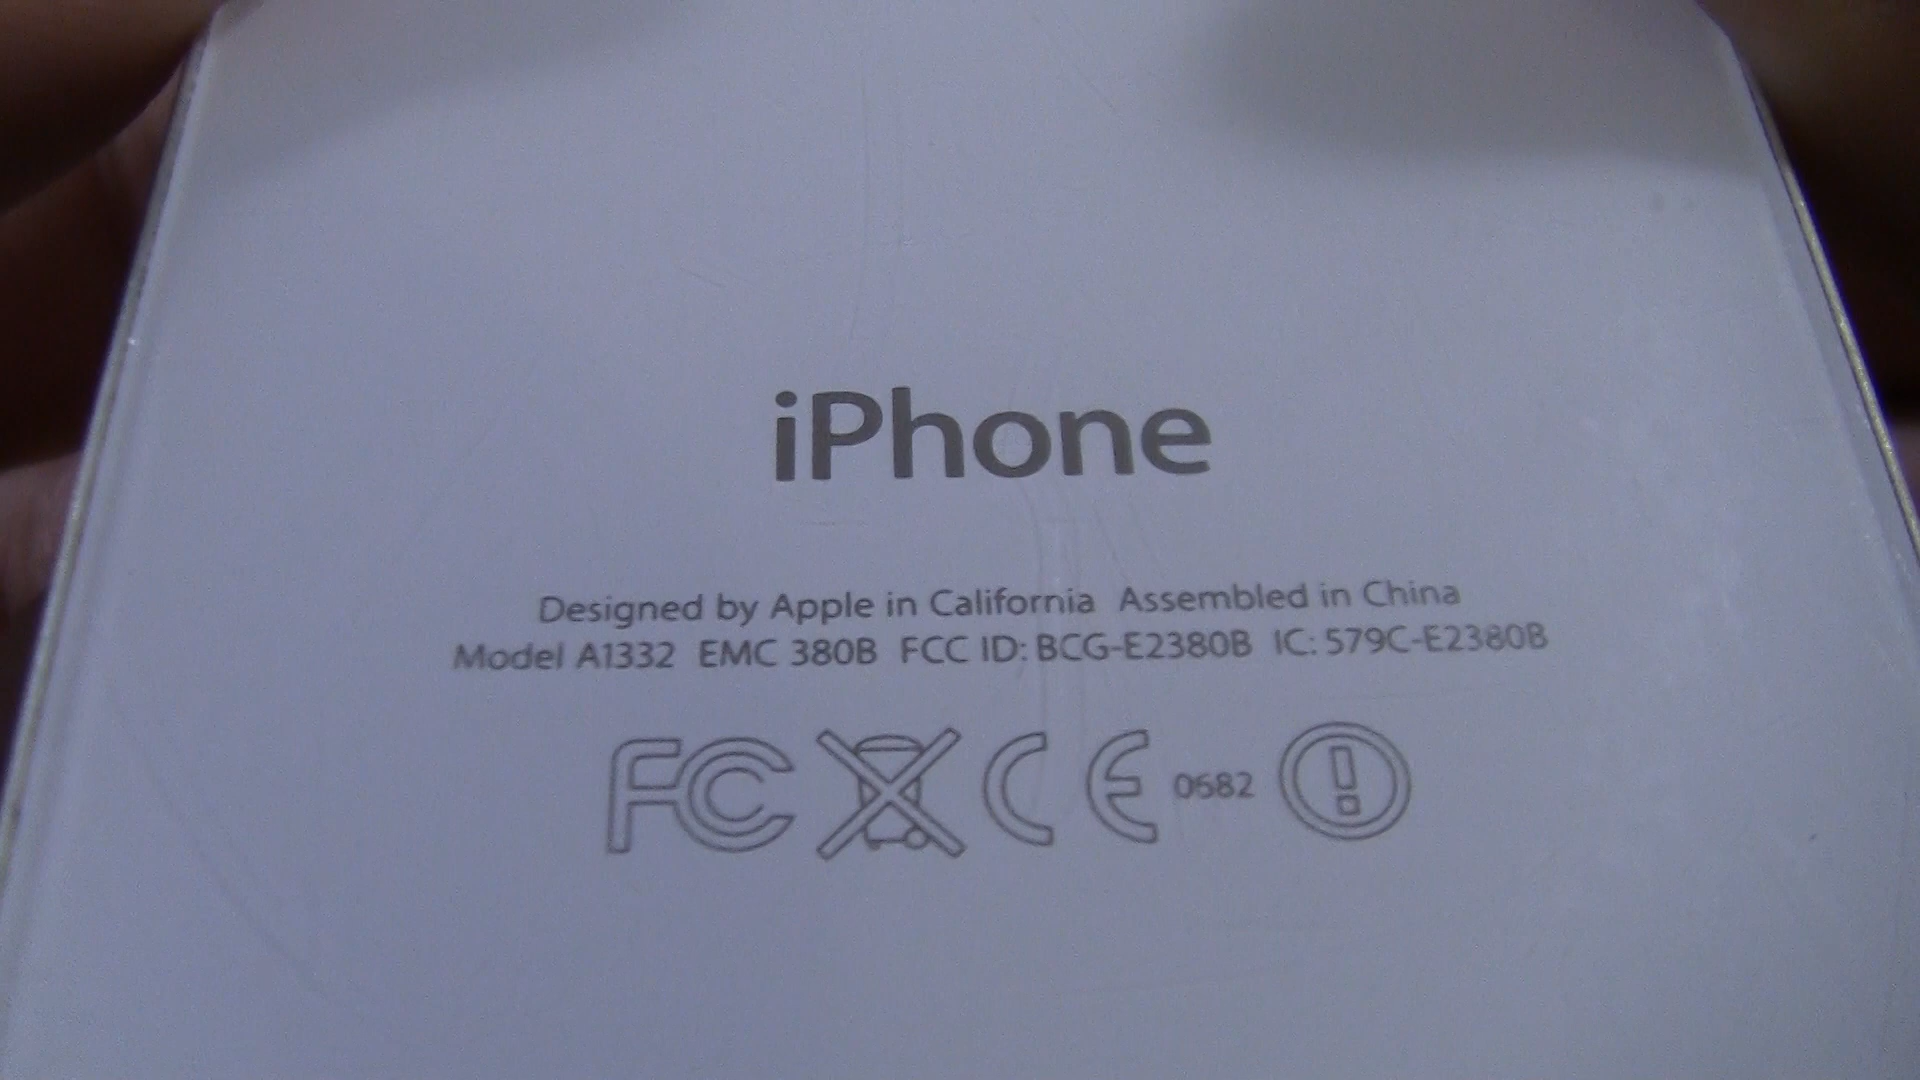 iPhone
Designed by Apple in California Assembled in China
Model A1332 EMC 380B FCC ID: BCG-E2380B IC: 579C-E2380B
FC CE 0682